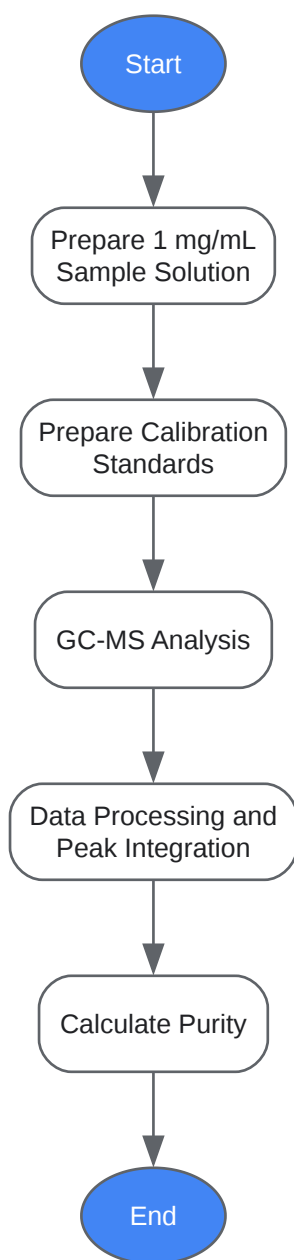 Start
Prepare 1 mg/mL
Sample Solution
Prepare Calibration
Standards
GC-MS Analysis
Data Processing and
Peak Integration
Calculate Purity
End